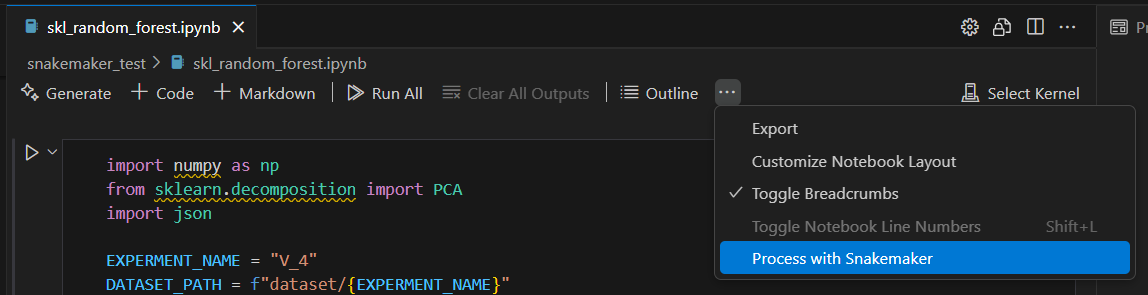 skl_random_forest.ipynb
Pr
snakemaker_test > skl_random_forest.ipynb
Generate + Code + Markdown Run All Clear All Outputs Outline ... Select Kernel
Export
Customize Notebook Layout
Toggle Breadcrumbs
Toggle Notebook Line Numbers Shift+L
Process with Snakemaker
import numpy as np
from sklearn.decomposition import PCA
import json
EXPERMENT_NAME = "V_4"
DATASET_PATH = f"dataset/{EXPERMENT_NAME}"